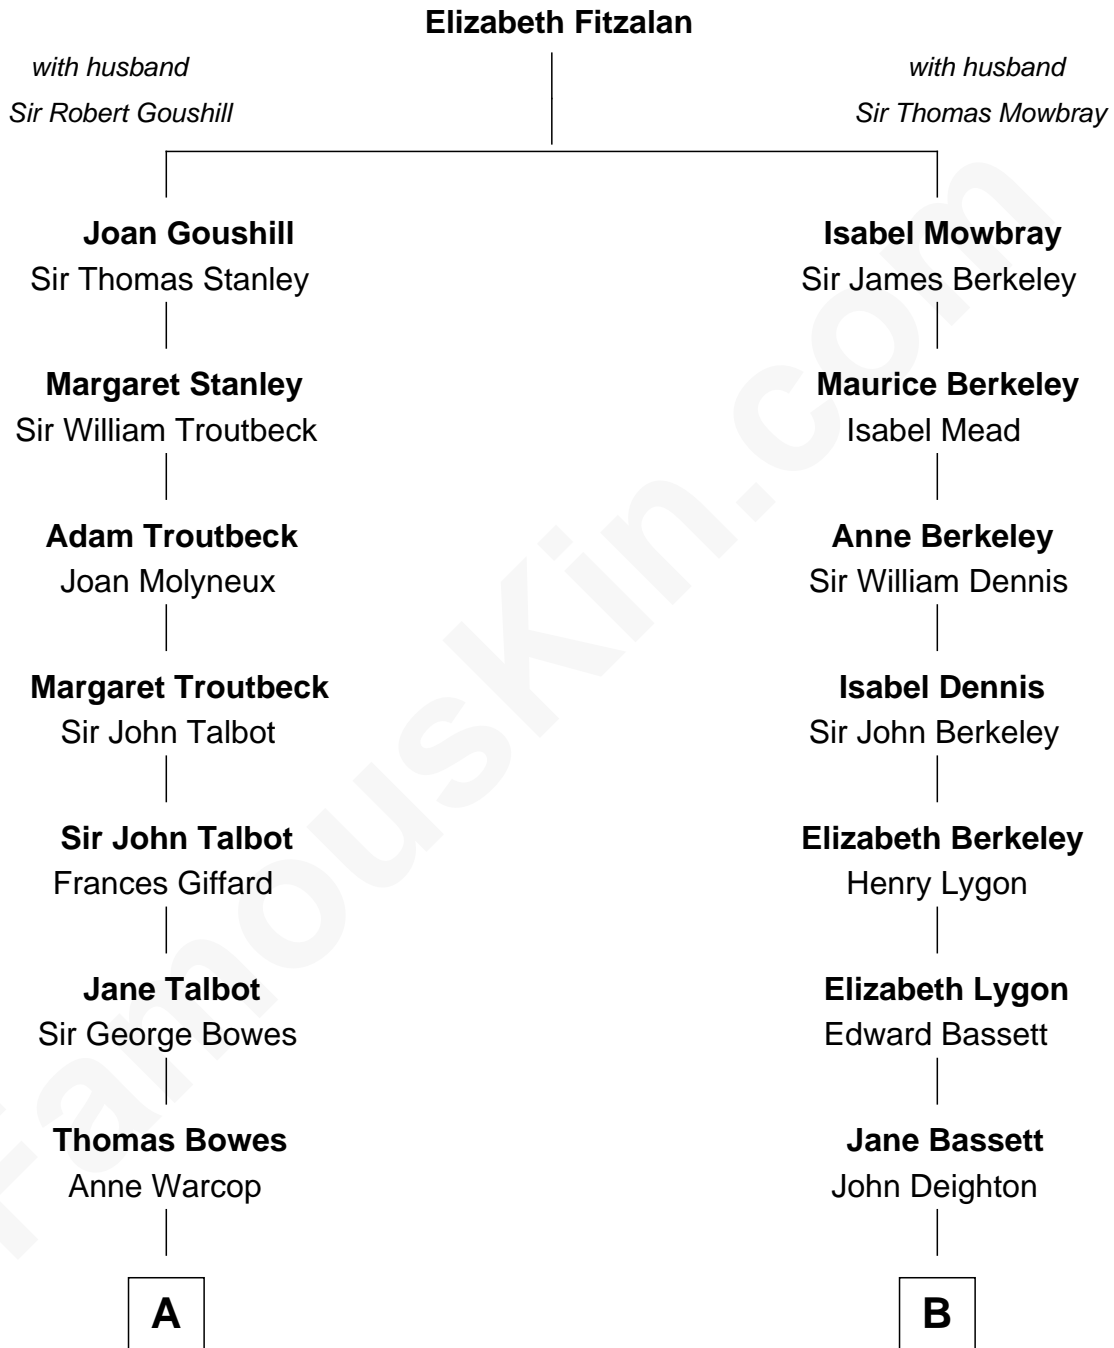 Elizabeth Fitzalan
with husband
Sir Robert Goushill
with husband
Sir Thomas Mowbray
Joan Goushill
Sir Thomas Stanley
Margaret Stanley
Sir William Troutbeck
Adam Troutbeck
Joan Molyneux
Margaret Troutbeck
Sir John Talbot
Sir John Talbot
Frances Giffard
Jane Talbot
Sir George Bowes
Thomas Bowes
Anne Warcop
A
Isabel Mowbray
Sir James Berkeley
Maurice Berkeley
Isabel Mead
Anne Berkeley
Sir William Dennis
Isabel Dennis
Sir John Berkeley
Elizabeth Berkeley
Henry Lygon
Elizabeth Lygon
Edward Bassett
Jane Bassett
John Deighton
B
FamousKin.com